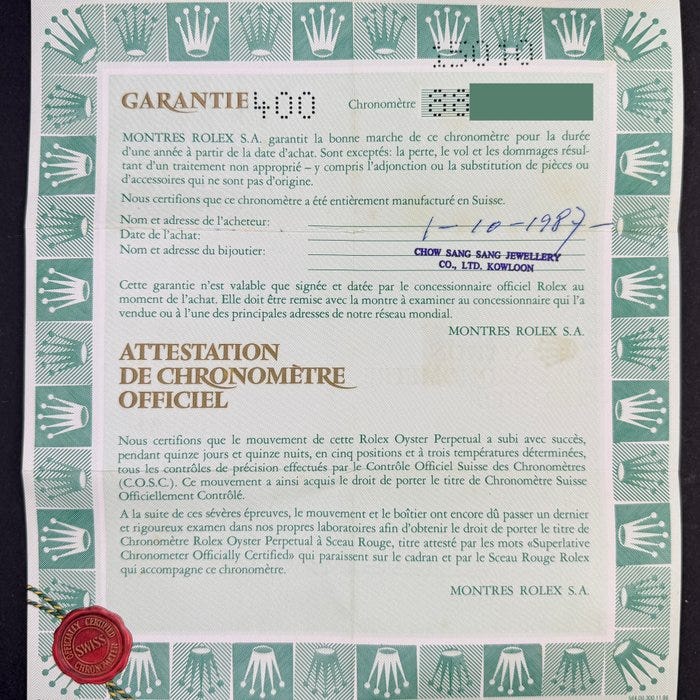 15010
GARANTIE 400 Chronomètre 88
MONTRES ROLEX S.A. garantit la bonne marche de ce chronomètre pour la durée
d'une année à partir de la date d'achat. Sont exceptés: la perte, le vol et les dommages résul-
tant d'un traitement non approprié – y compris l'adjonction ou la substitution de pièces ou
d'accessoires qui ne sont pas d'origine.
Nous certifions que ce chronomètre a été entièrement manufacturé en Suisse.
Nom et adresse de l'acheteur:
Date de l'achat: 1-10-1987-
Nom et adresse du bijoutier: CHOW SANG SANG JEWELLERY
CO., LTD. KOWLOON
Cette garantie n'est valable que signée et datée par le concessionnaire officiel Rolex au
moment de l'achat. Elle doit être remise avec la montre à examiner au concessionnaire qui l'a
vendue ou à l'une des principales adresses de notre réseau mondial.
MONTRES ROLEX S.A.
ATTESTATION
DE CHRONOMÈTRE
OFFICIEL
Nous certifions que le mouvement de cette Rolex Oyster Perpetual a subi avec succès,
pendant quinze jours et quinze nuits, en cinq positions et à trois températures déterminées,
tous les contrôles de précision effectués par le Contrôle Officiel Suisse des Chronomètres
(C.O.S.C.). Ce mouvement a ainsi acquis le droit de porter le titre de Chronomètre Suisse
Officiellement Contrôlé.
A la suite de ces sévères épreuves, le mouvement et le boîtier ont encore dû passer un dernier
et rigoureux examen dans nos propres laboratoires afin d'obtenir le droit de porter le titre de
Chronomètre Rolex Oyster Perpetual à Sceau Rouge, titre attesté par les mots «Superlative
Chronometer Officially Certified» qui paraissent sur le cadran et par le Sceau Rouge Rolex
qui accompagne ce chronomètre.
MONTRES ROLEX S.A.
SPECIALLY CERTIFIED
SWISS
CHRONOMETER